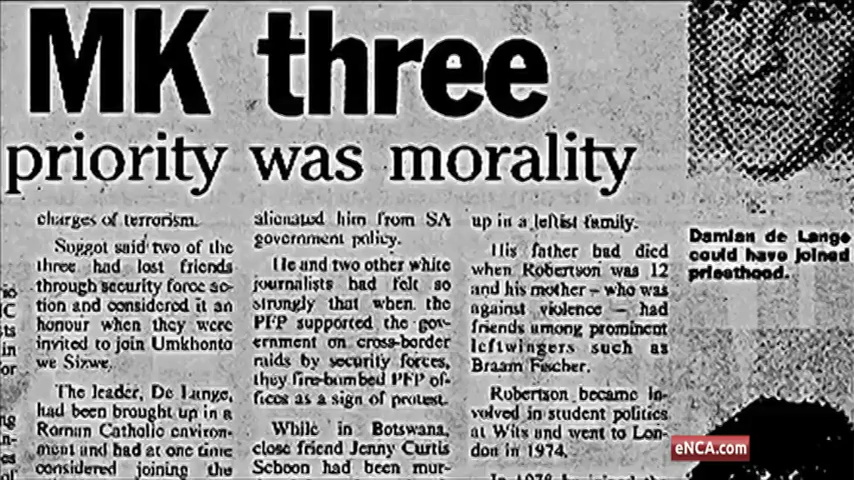 MK three
priority was morality
charges of terrorism.
Soggot said two of the
three had lost friends
through security force ac-
tion and considered it an
honour when they were
invited to join Umkhonto
we Sizwe.
The leader, De Lange,
had been brought up in a
Roman Catholic environ-
ment and had at one time
considered joining the
alienated him from SA
government policy.
He and two other white
journalists had felt so
strongly that when the
PFP supported the gov-
ernment on cross-border
raids by security forces,
they fire-bombed PFP of-
fices as a sign of protest.
While in Botswana,
close friend Jenny Curtis
Schoon had been mur-
up in a leftist family.
His father had died
when Robertson was 12
and his mother – who was
against violence – had
friends among prominent
leftwingers such as
Braam Fischer.
Robertson became in-
volved in student politics
at Wits and went to Lon-
don in 1974.
Damian de Lange
could have joined
priesthood.
eNCA.com